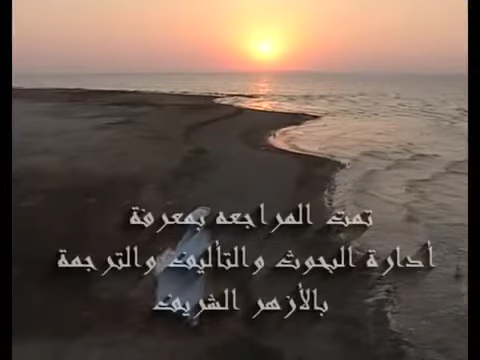 تمت المراجعه بمعرفة
أدارة البحوث والتأليف والترجمة
بالأزهر الشريف